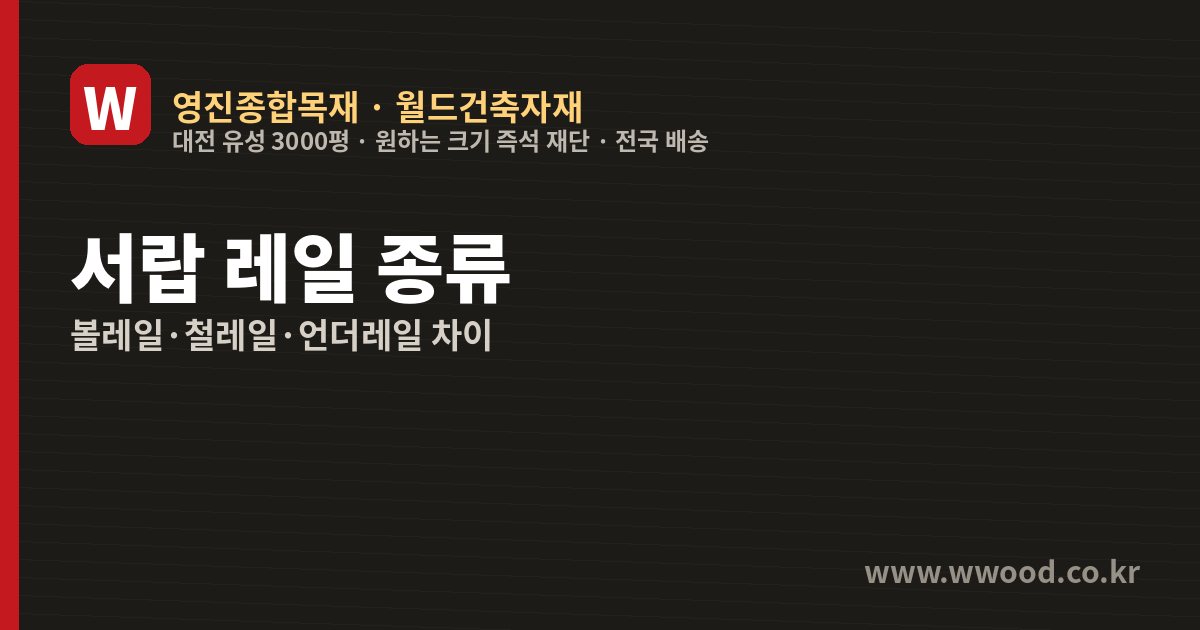 W
영진종합목재 · 월드건축자재
대전 유성 3000평 · 원하는 크기 즉석 재단 · 전국 배송
서랍 레일 종류
볼레일·철레일·언더레일 차이
www.wwood.co.kr